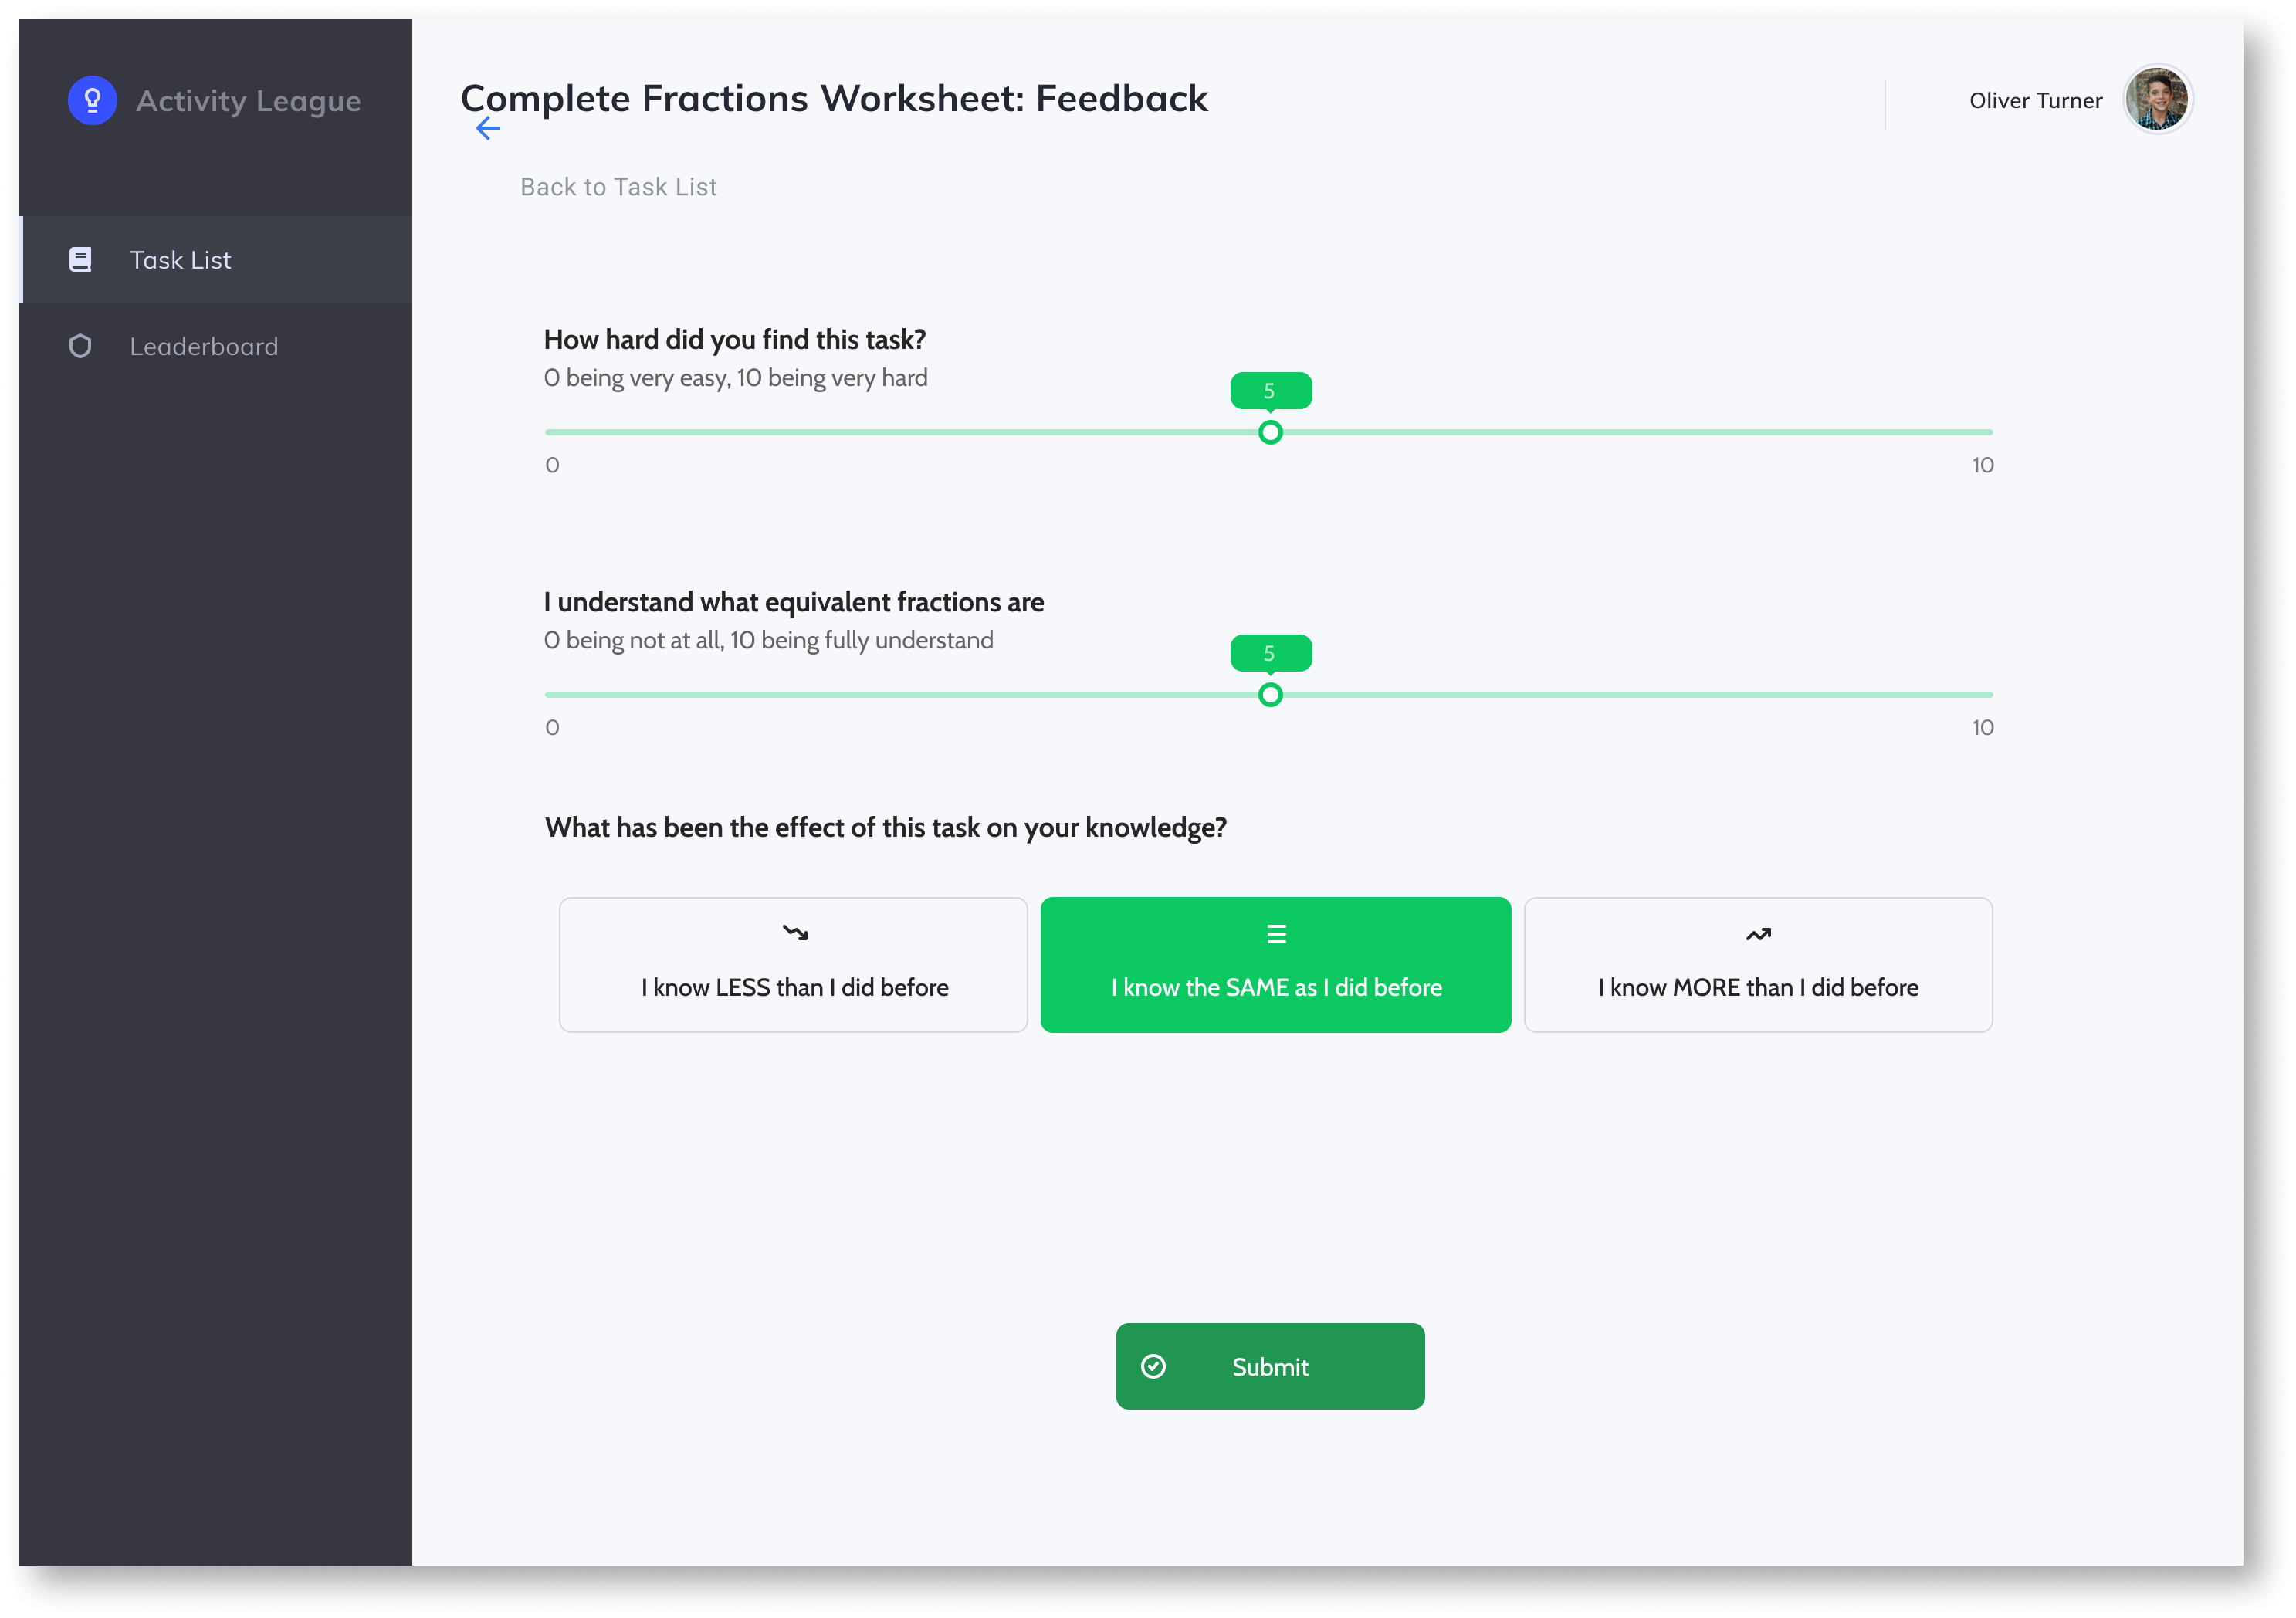 Activity League
Task List
Leaderboard
Complete Fractions Worksheet: Feedback
Oliver Turner
Back to Task List
How hard did you find this task?
0 being very easy, 10 being very hard
5
0 10
I understand what equivalent fractions are
0 being not at all, 10 being fully understand
5
0 10
What has been the effect of this task on your knowledge?
I know LESS than I did before
I know the SAME as I did before
I know MORE than I did before
Submit